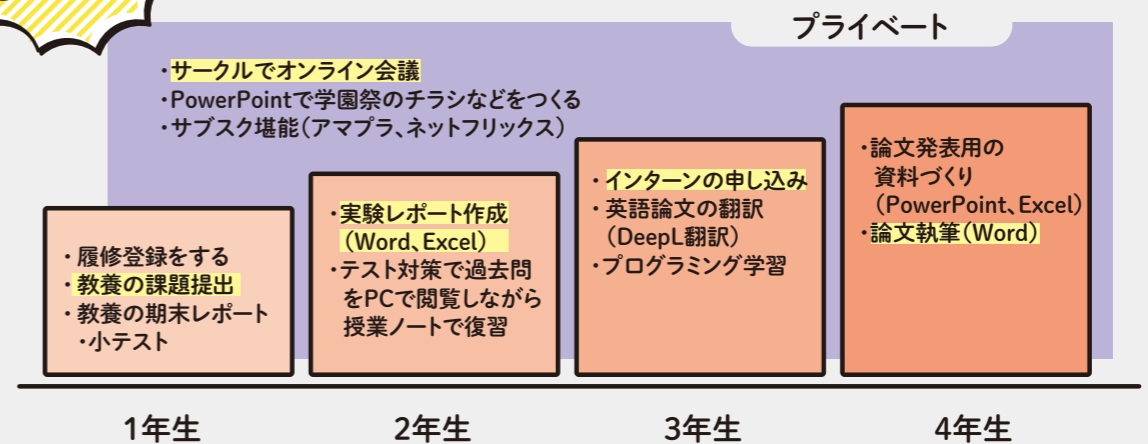 プライベート
・サークルでオンライン会議
・PowerPointで学園祭のチラシなどをつくる
・サブスク堪能（アマプラ、ネットフリックス）
・履修登録をする
・教養の課題提出
・教養の期末レポート
・小テスト
・実験レポート作成
（Word、Excel）
・テスト対策で過去問
をPCで閲覧しながら
授業ノートで復習
・インターンの申し込み
・英語論文の翻訳
（DeepL翻訳）
・プログラミング学習
・論文発表用の
資料づくり
（PowerPoint、Excel）
・論文執筆（Word）
1年生
2年生
3年生
4年生